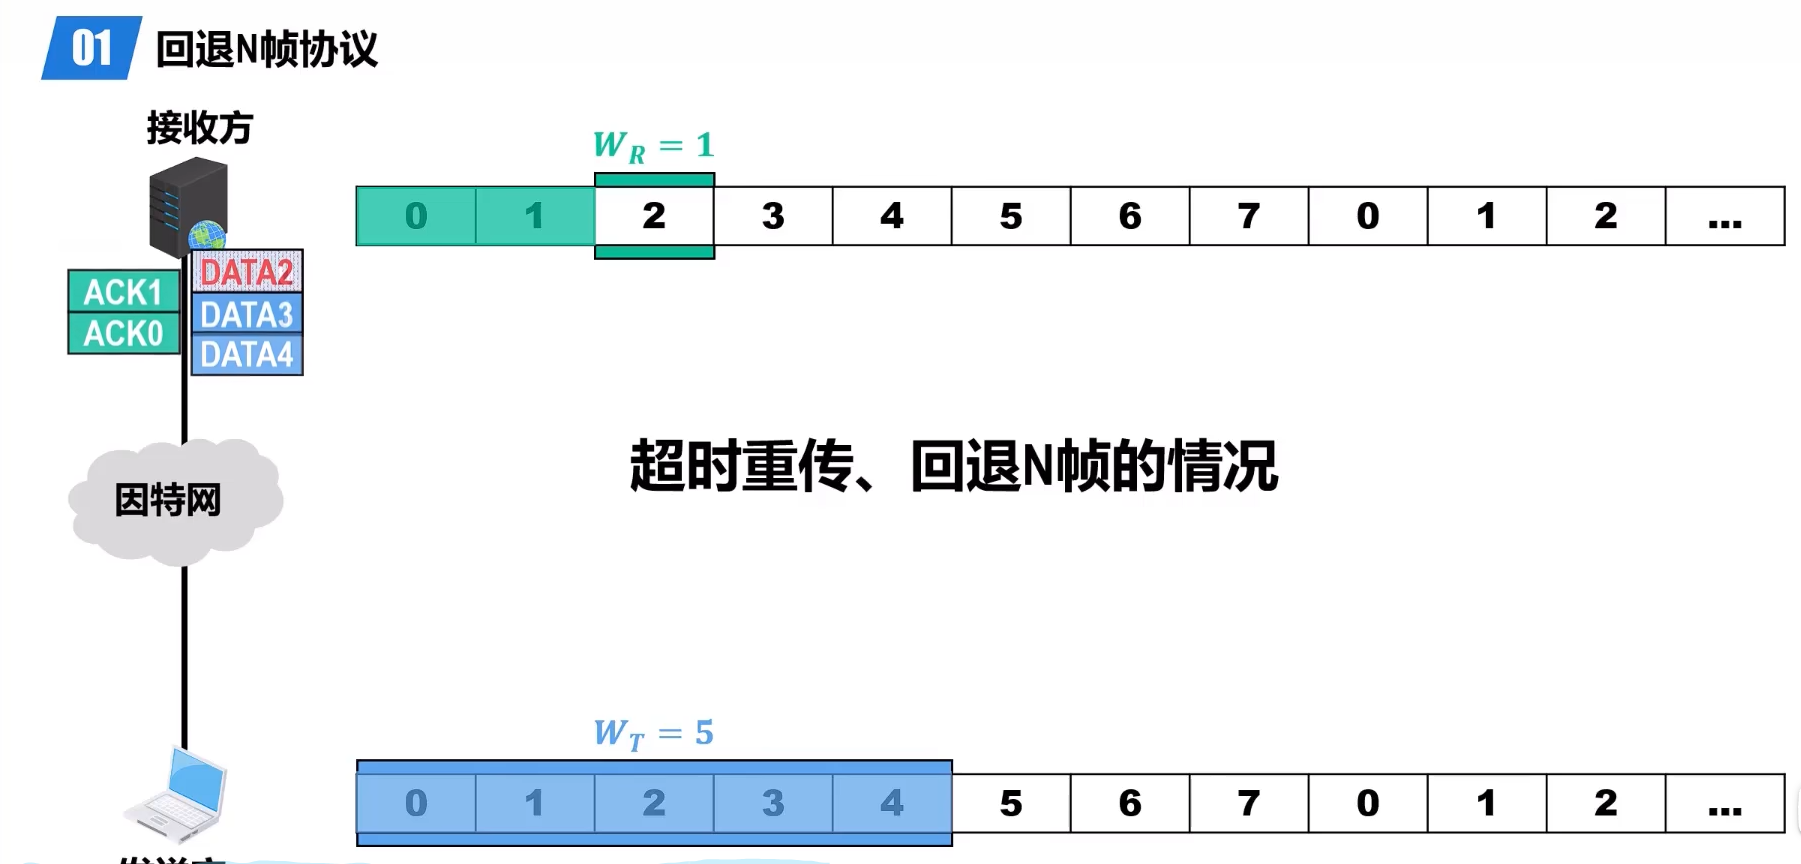 01 回退N帧协议
接收方
W_R = 1
0 1 2 3 4 5 6 7 0 1 2 ...
DATA2
ACK1
DATA3
ACK0
DATA4
超时重传、回退N帧的情况
因特网
W_T = 5
0 1 2 3 4 5 6 7 0 1 2 ...